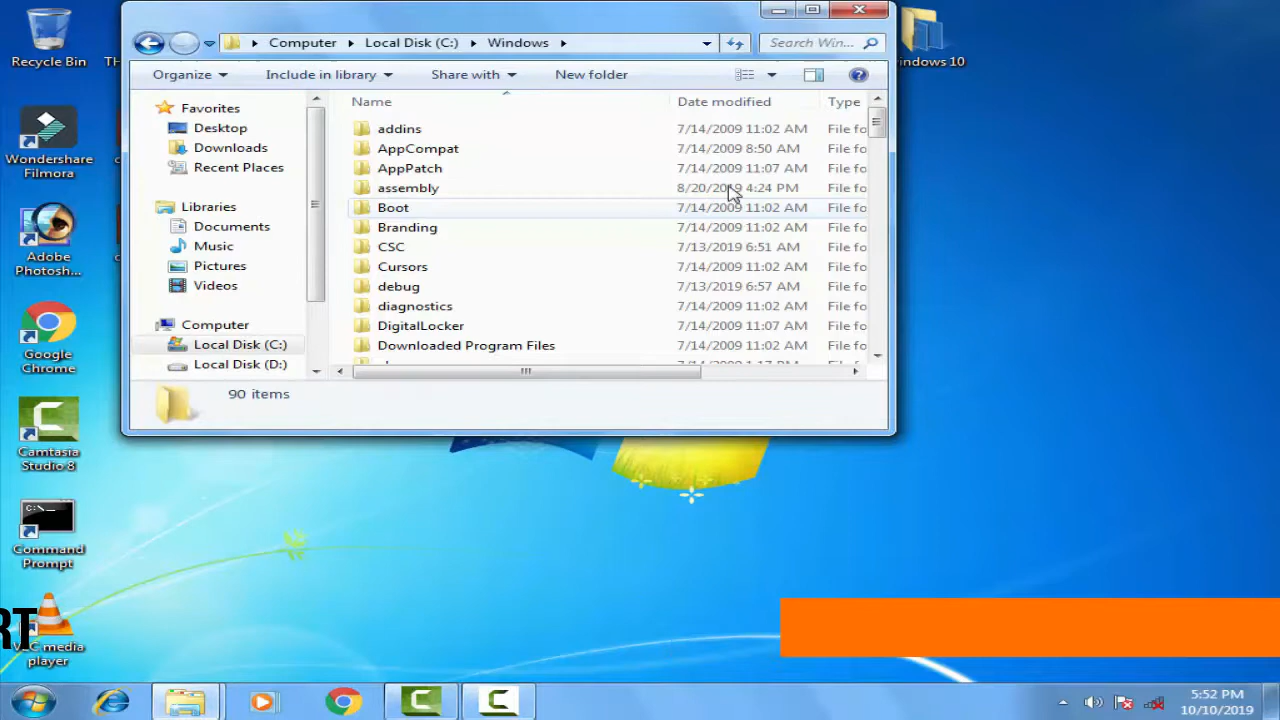 Computer
Local Disk (C:)
Windows
Search Win...
Organize
Include in library
Share with
New folder
Favorites
Desktop
Downloads
Recent Places
Libraries
Documents
Music
Pictures
Videos
Computer
Local Disk (C:)
Local Disk (D:)
Name
Date modified
Type
addins 7/14/2009 11:02 AM File fo
AppCompat 7/14/2009 8:50 AM File fo
AppPatch 7/14/2009 11:07 AM File fo
assembly 8/20/2019 4:24 PM File fo
Boot 7/14/2009 11:02 AM File fo
Branding 7/14/2009 11:02 AM File fo
CSC 7/13/2019 6:51 AM File fo
Cursors 7/14/2009 11:02 AM File fo
debug 7/13/2019 6:57 AM File fo
diagnostics 7/14/2009 11:02 AM File fo
DigitalLocker 7/14/2009 11:07 AM File fo
Downloaded Program Files 7/14/2009 11:02 AM File fo
90 items
Recycle Bin
TH
Wondershare
Filmora
Adobe
Photosh...
Google
Chrome
Camtasia
Studio 8
C:\_
Command
Prompt
RT
VLC media
player
indows 10
5:52 PM
10/10/2019